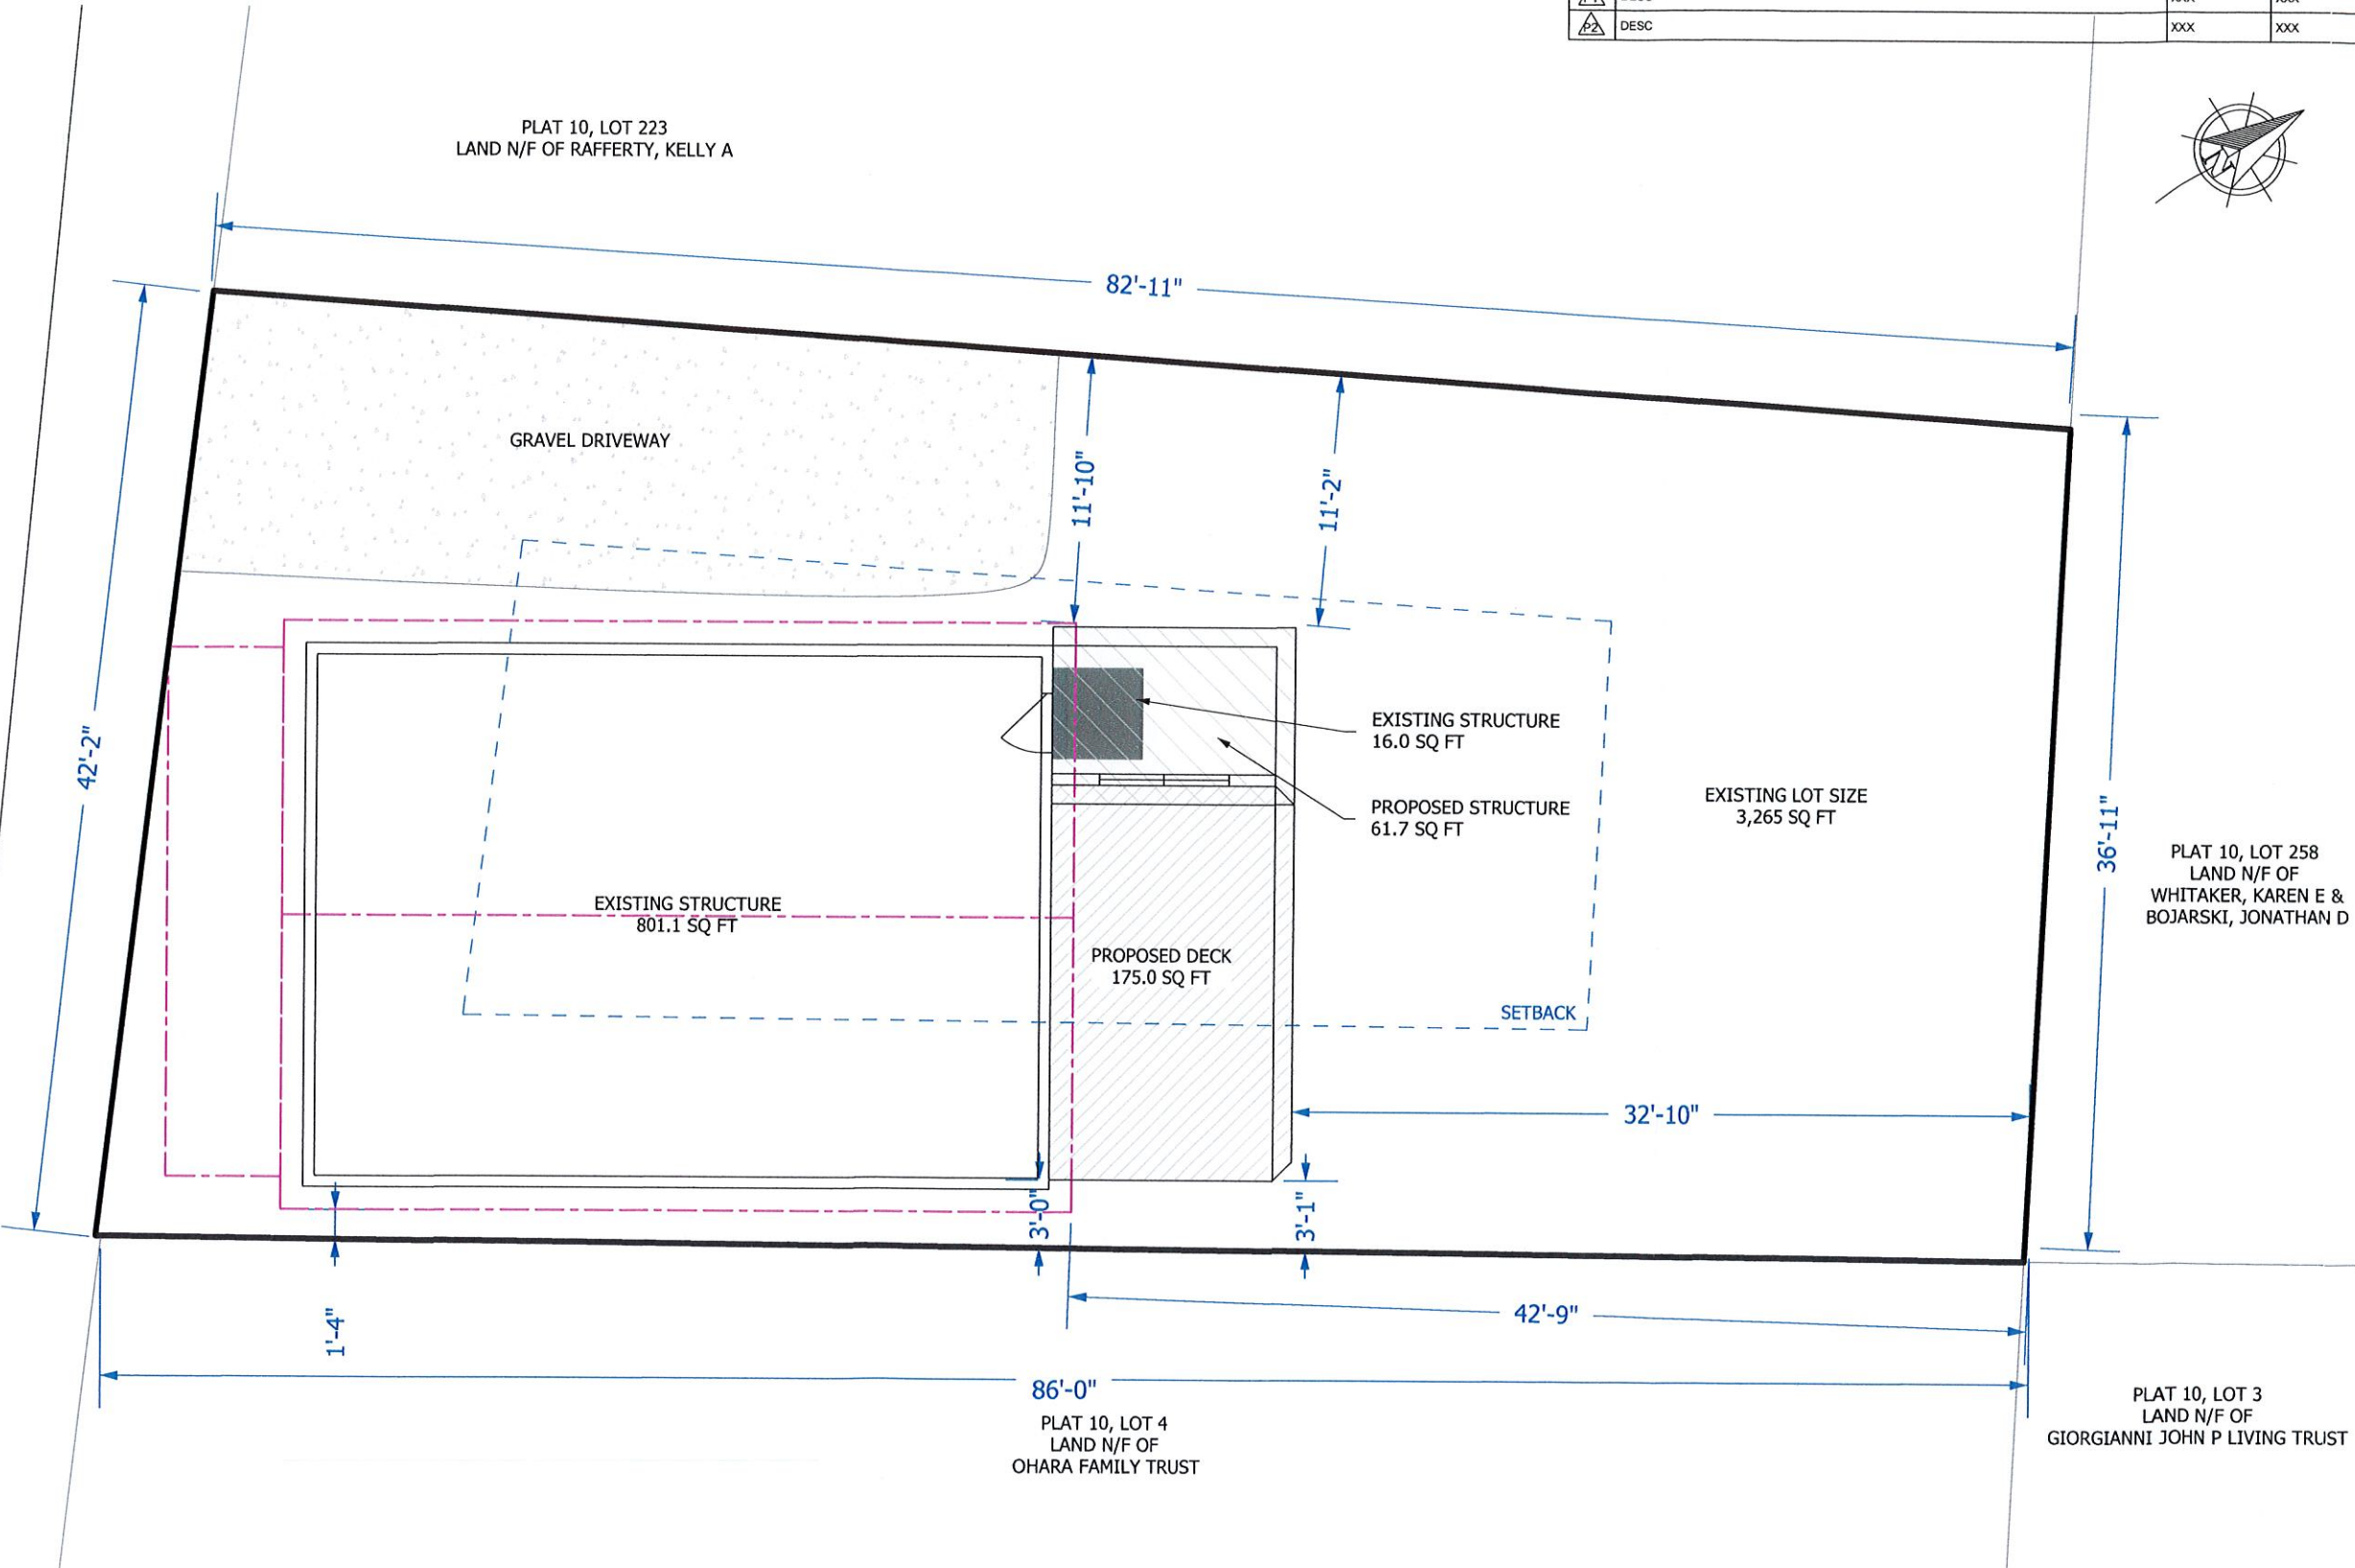 P2 DESC XXX XXX
PLAT 10, LOT 223
LAND N/F OF RAFFERTY, KELLY A
N
82'-11"
GRAVEL DRIVEWAY
11'-10"
11'-2"
42'-2"
EXISTING STRUCTURE
16.0 SQ FT
PROPOSED STRUCTURE
61.7 SQ FT
EXISTING LOT SIZE
3,265 SQ FT
36'-11"
PLAT 10, LOT 258
LAND N/F OF
WHITAKER, KAREN E &
BOJARSKI, JONATHAN D
EXISTING STRUCTURE
801.1 SQ FT
PROPOSED DECK
175.0 SQ FT
SETBACK
32'-10"
3'-0"
3'-1"
1'-4"
42'-9"
86'-0"
PLAT 10, LOT 4
LAND N/F OF
OHARA FAMILY TRUST
PLAT 10, LOT 3
LAND N/F OF
GIORGIANNI JOHN P LIVING TRUST